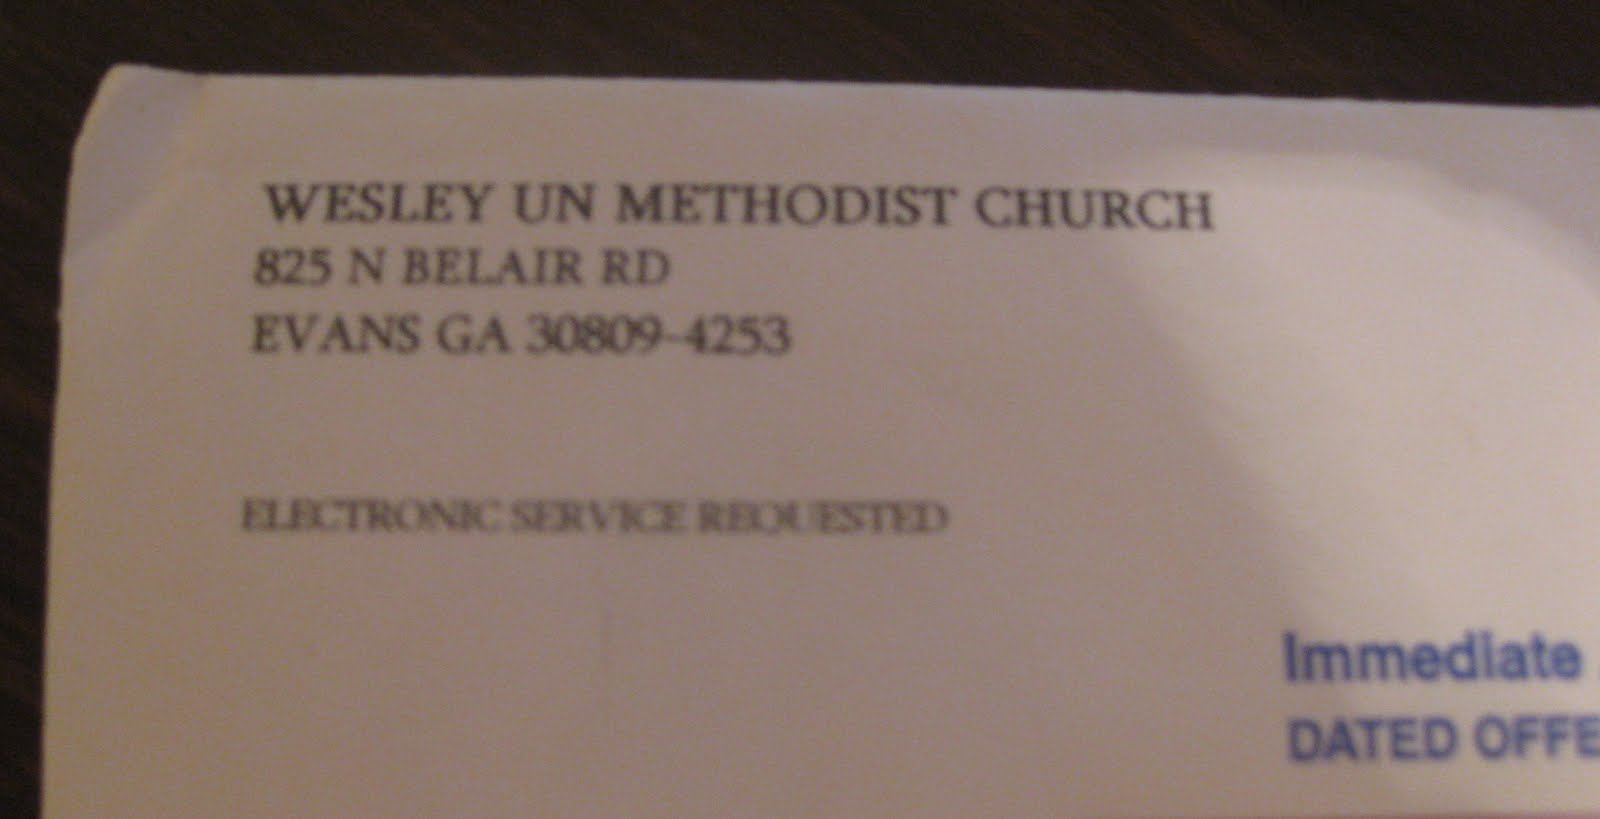 WESLEY UN METHODIST CHURCH
825 N BELAIR RD
EVANS GA 30809-4253
ELECTRONIC SERVICE REQUESTED
Immediate
DATED